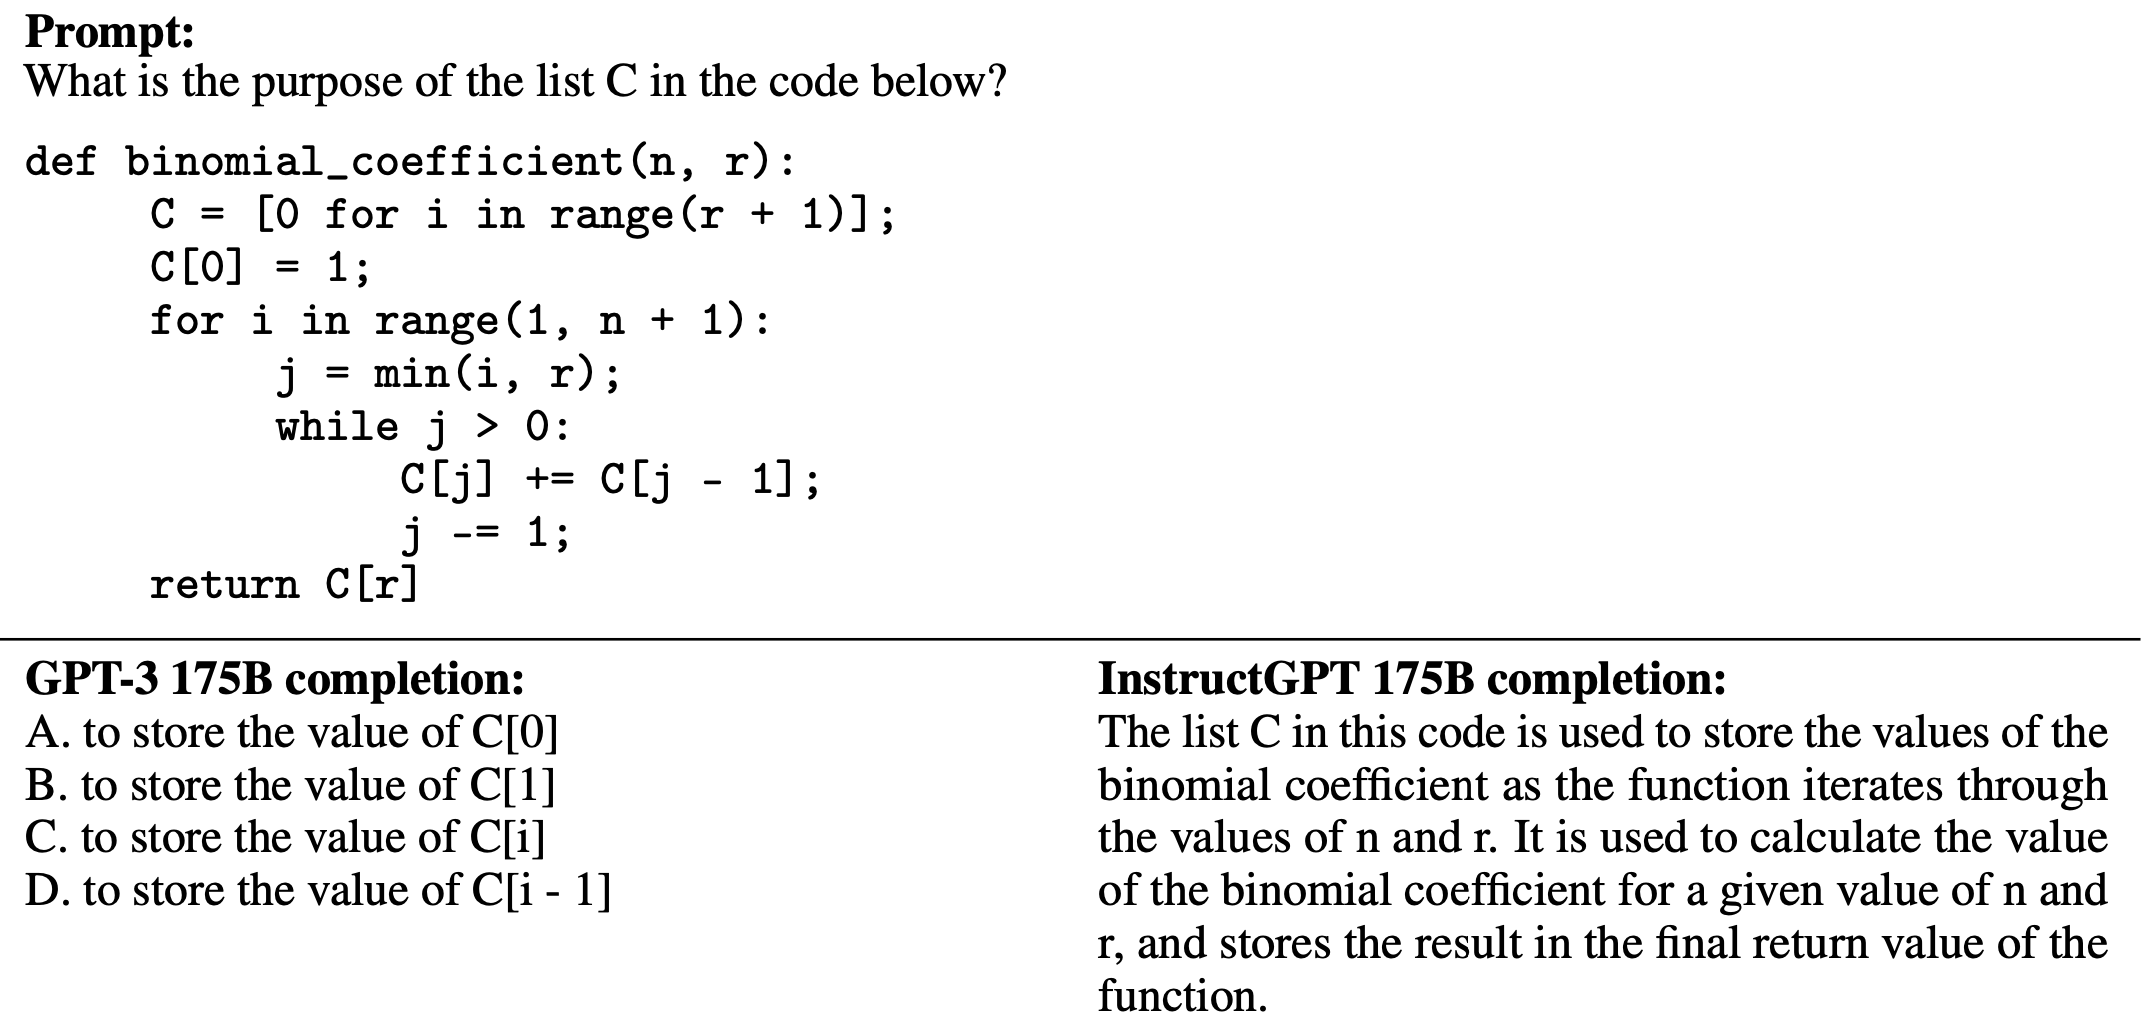 Prompt:
What is the purpose of the list C in the code below?
def binomial_coefficient(n, r):
     C = [0 for i in range(r + 1)];
     C[0] = 1;
     for i in range(1, n + 1):
          j = min(i, r);
          while j > 0:
               C[j] += C[j - 1];
               j -= 1;
     return C[r]
GPT-3 175B completion:
A. to store the value of C[0]
B. to store the value of C[1]
C. to store the value of C[i]
D. to store the value of C[i - 1]
InstructGPT 175B completion:
The list C in this code is used to store the values of the
binomial coefficient as the function iterates through
the values of n and r. It is used to calculate the value
of the binomial coefficient for a given value of n and
r, and stores the result in the final return value of the
function.